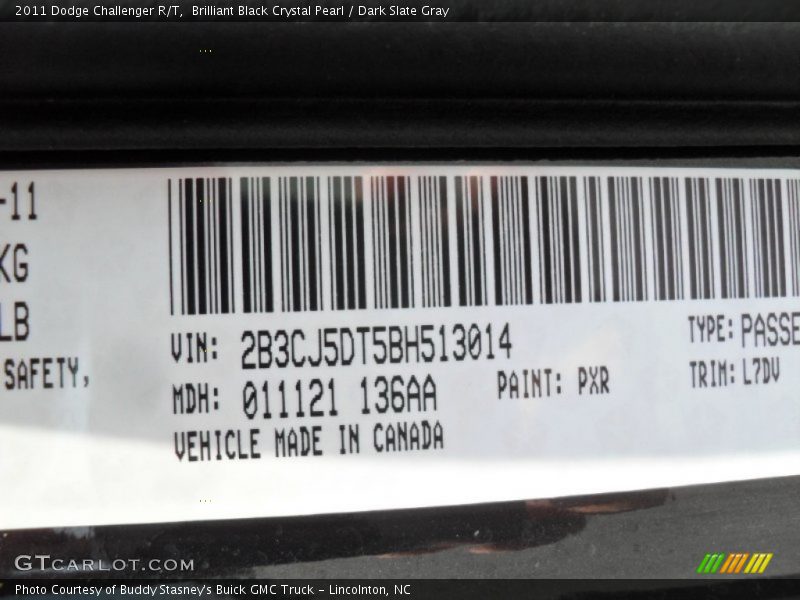 2011 Dodge Challenger R/T, Brilliant Black Crystal Pearl / Dark Slate Gray
-11
KG
LB
SAFETY,
VIN: 2B3CJ5DT5BH513014
TYPE: PASSE
MDH: 011121 136AA
PAINT: PXR
TRIM: L7DV
VEHICLE MADE IN CANADA
GTCARLOT.COM
Photo Courtesy of Buddy Stasney's Buick GMC Truck - Lincolnton, NC